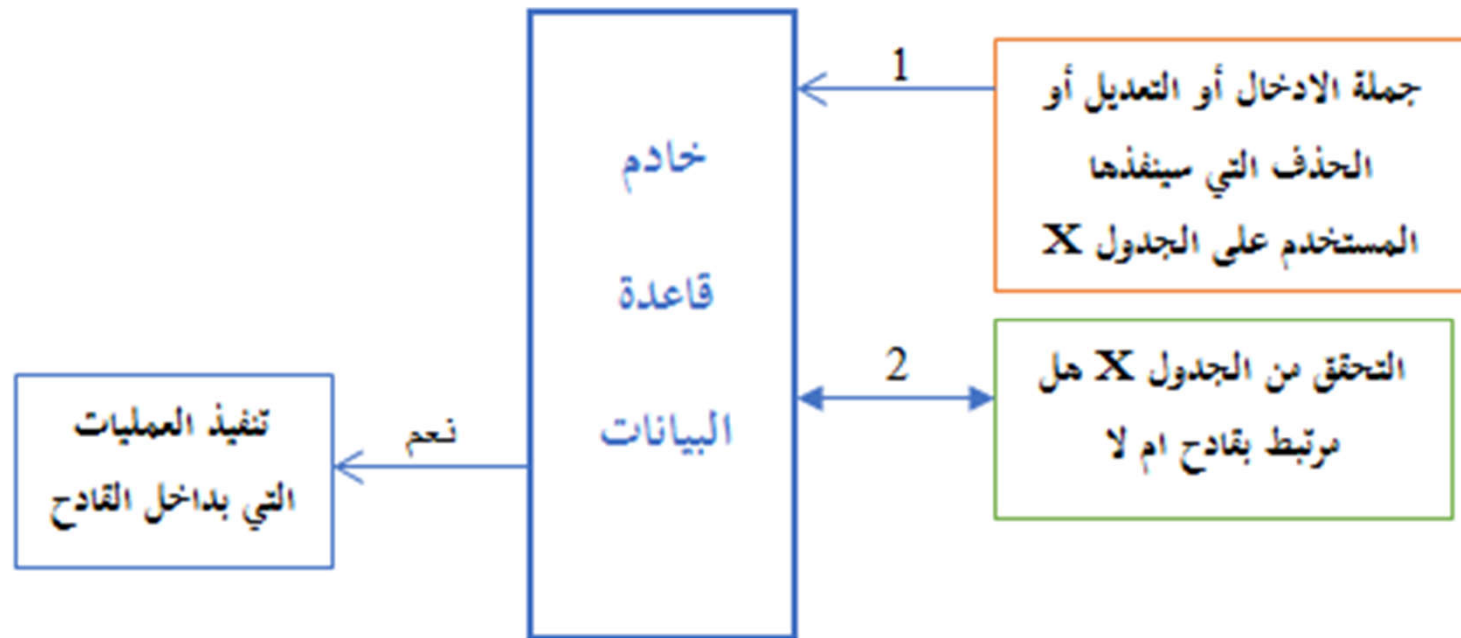 1
جملة الادخال أو التعديل أو
الحذف التي سينفذها
المستخدم على الجدول X
خادم
قاعدة
البيانات
2
التحقق من الجدول X هل
مرتبط بقادح ام لا
نعم
تنفيذ العمليات
التي بداخل القادح